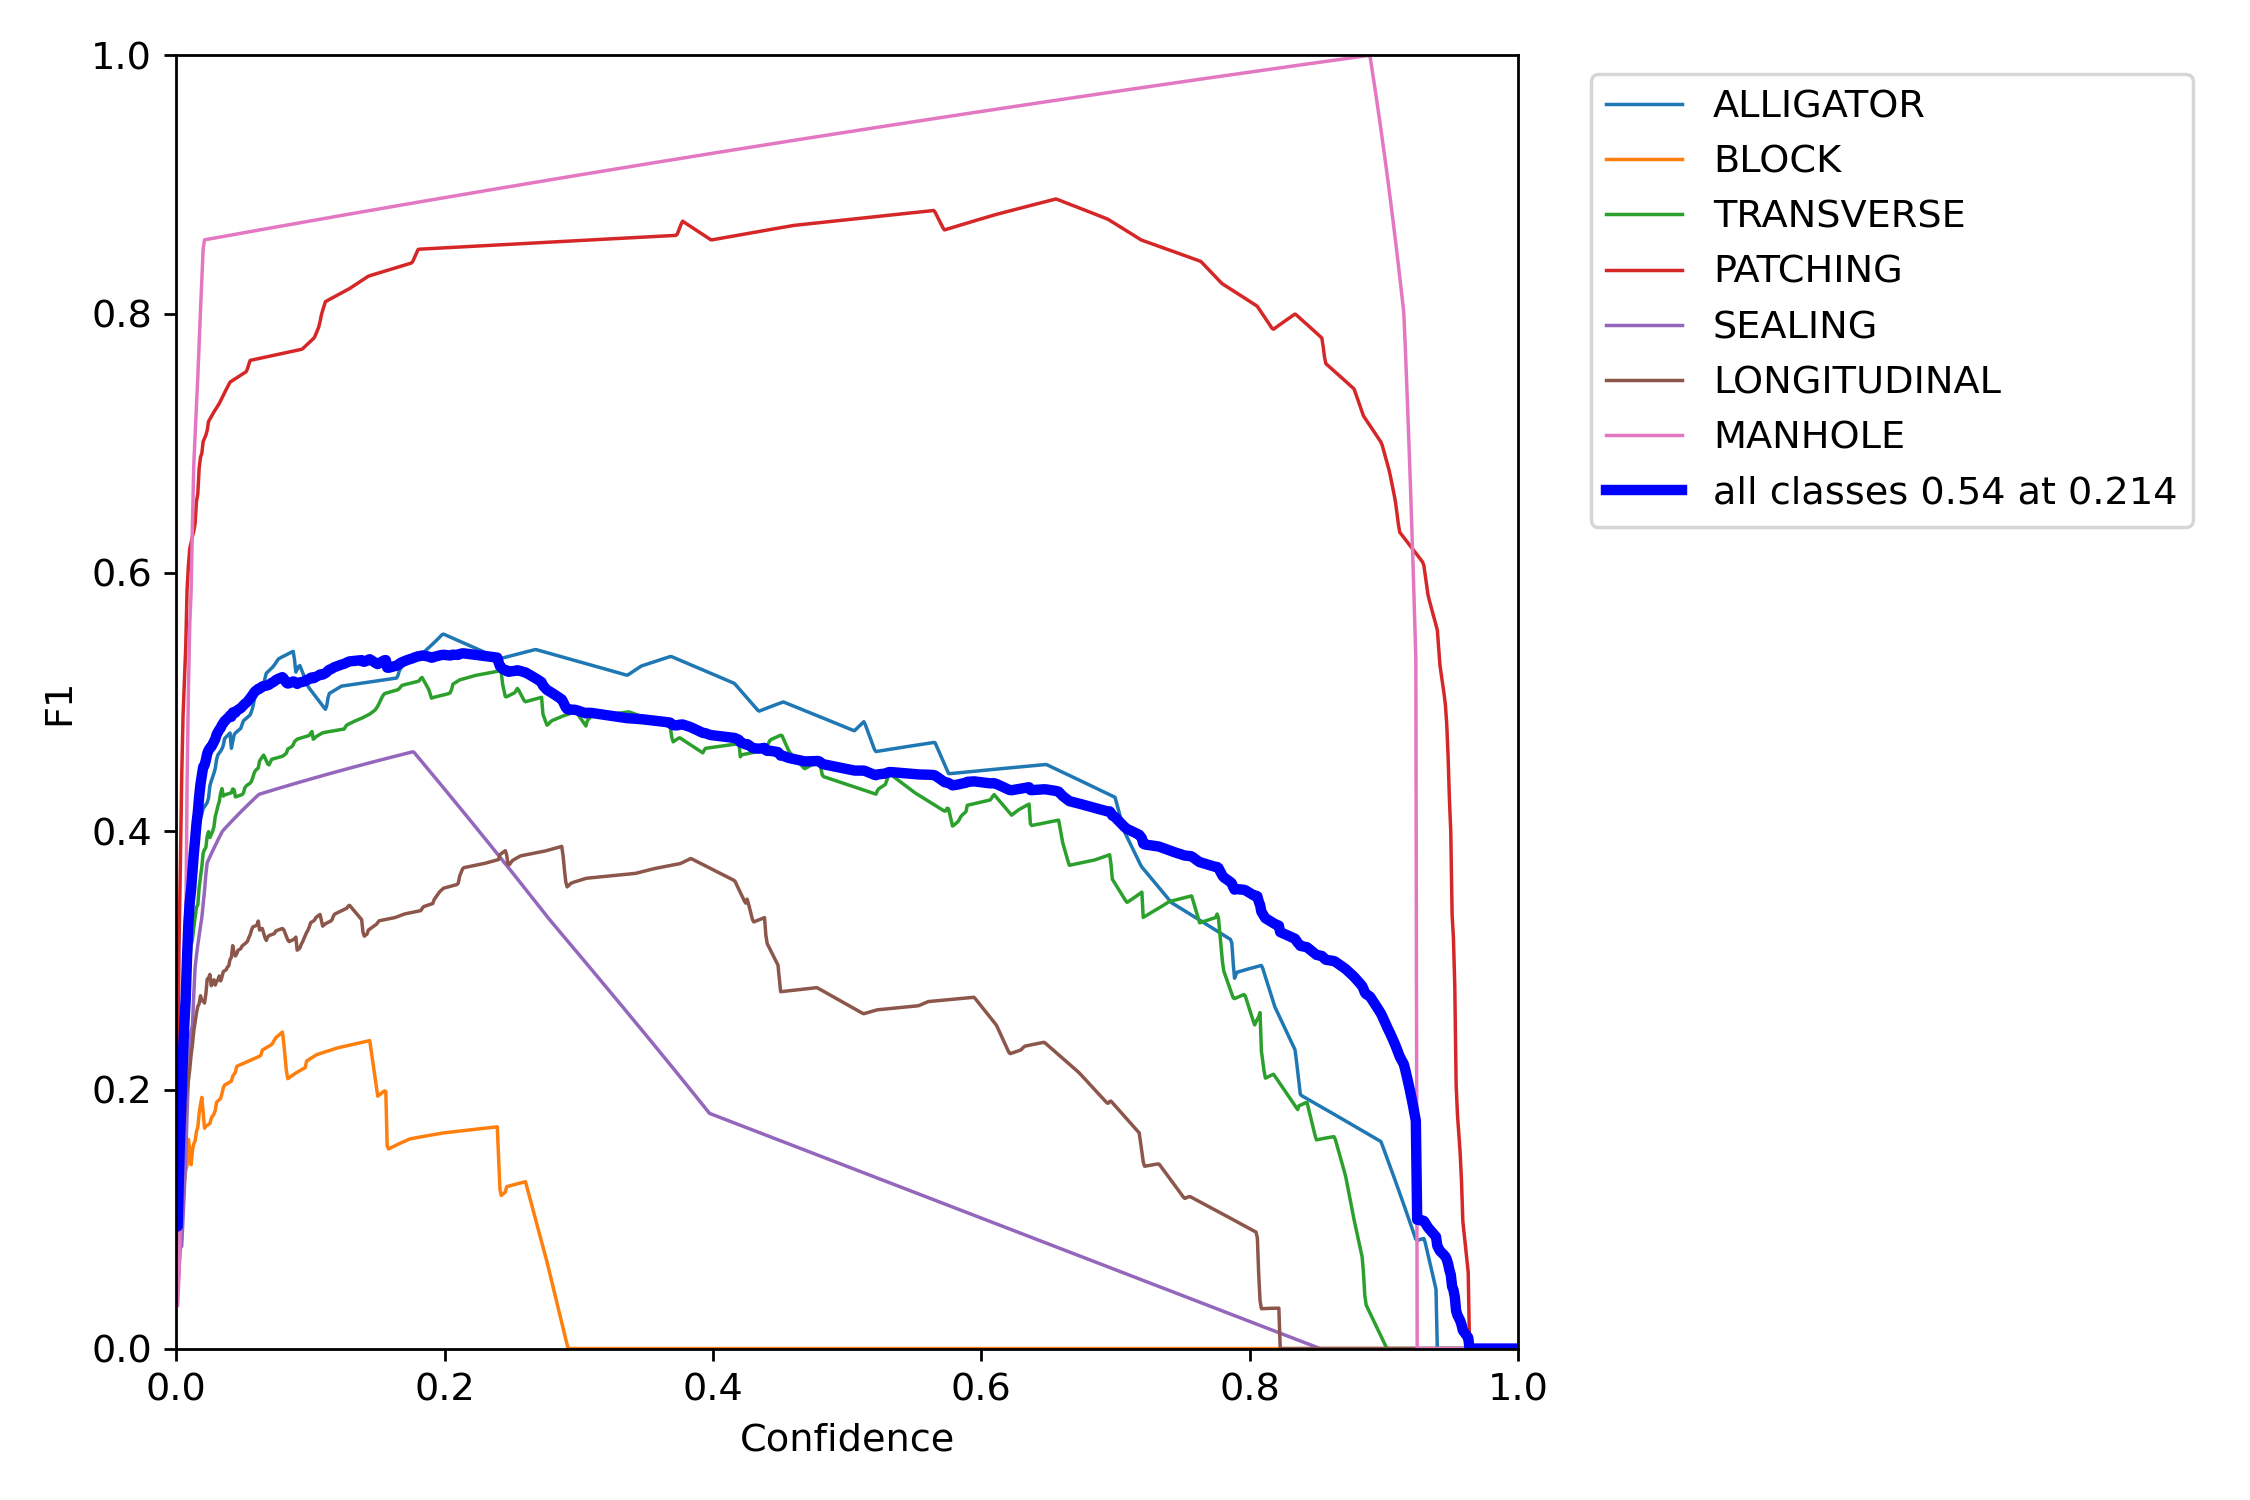 1.0
0.8
0.6
0.4
0.2
0.0
F1
0.0 0.2 0.4 0.6 0.8 1.0
Confidence
ALLIGATOR
BLOCK
TRANSVERSE
PATCHING
SEALING
LONGITUDINAL
MANHOLE
all classes 0.54 at 0.214